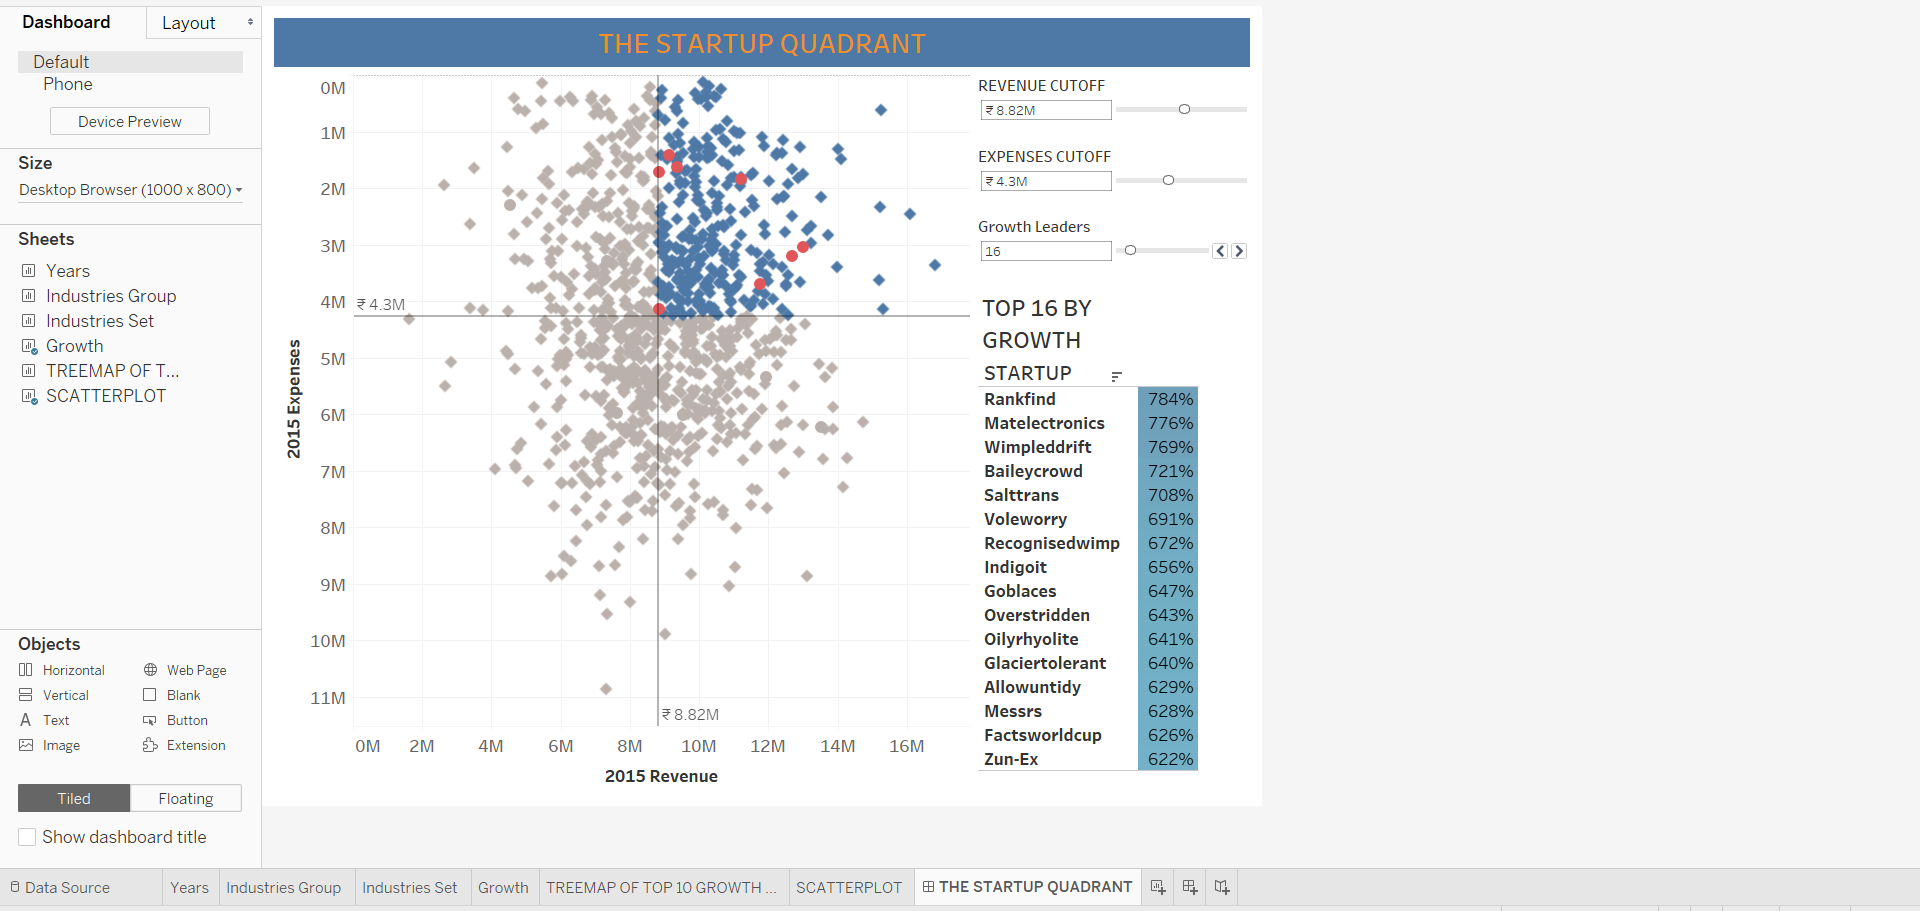 Dashboard
Layout
Default
Phone
Device Preview
Size
Desktop Browser (1000 x 800)
Sheets
Years
Industries Group
Industries Set
Growth
TREEMAP OF T...
SCATTERPLOT
Objects
Horizontal
Web Page
Vertical
Blank
Text
Button
Image
Extension
Tiled
Floating
Show dashboard title
THE STARTUP QUADRANT
2015 Expenses
0M
1M
2M
3M
4M
5M
6M
7M
8M
9M
10M
11M
₹ 4.3M
₹ 8.82M
0M 2M 4M 6M 8M 10M 12M 14M 16M
2015 Revenue
REVENUE CUTOFF
₹ 8.82M
EXPENSES CUTOFF
₹ 4.3M
Growth Leaders
16
TOP 16 BY
GROWTH
STARTUP
Rankfind 784%
Matelectronics 776%
Wimpleddrift 769%
Baileycrowd 721%
Salttrans 708%
Voleworry 691%
Recognisedwimp 672%
Indigoit 656%
Goblaces 647%
Overstridden 643%
Oilyrhyolite 641%
Glaciertolerant 640%
Allowuntidy 629%
Messrs 628%
Factsworldcup 626%
Zun-Ex 622%
Data Source
Years
Industries Group
Industries Set
Growth
TREEMAP OF TOP 10 GROWTH ...
SCATTERPLOT
THE STARTUP QUADRANT